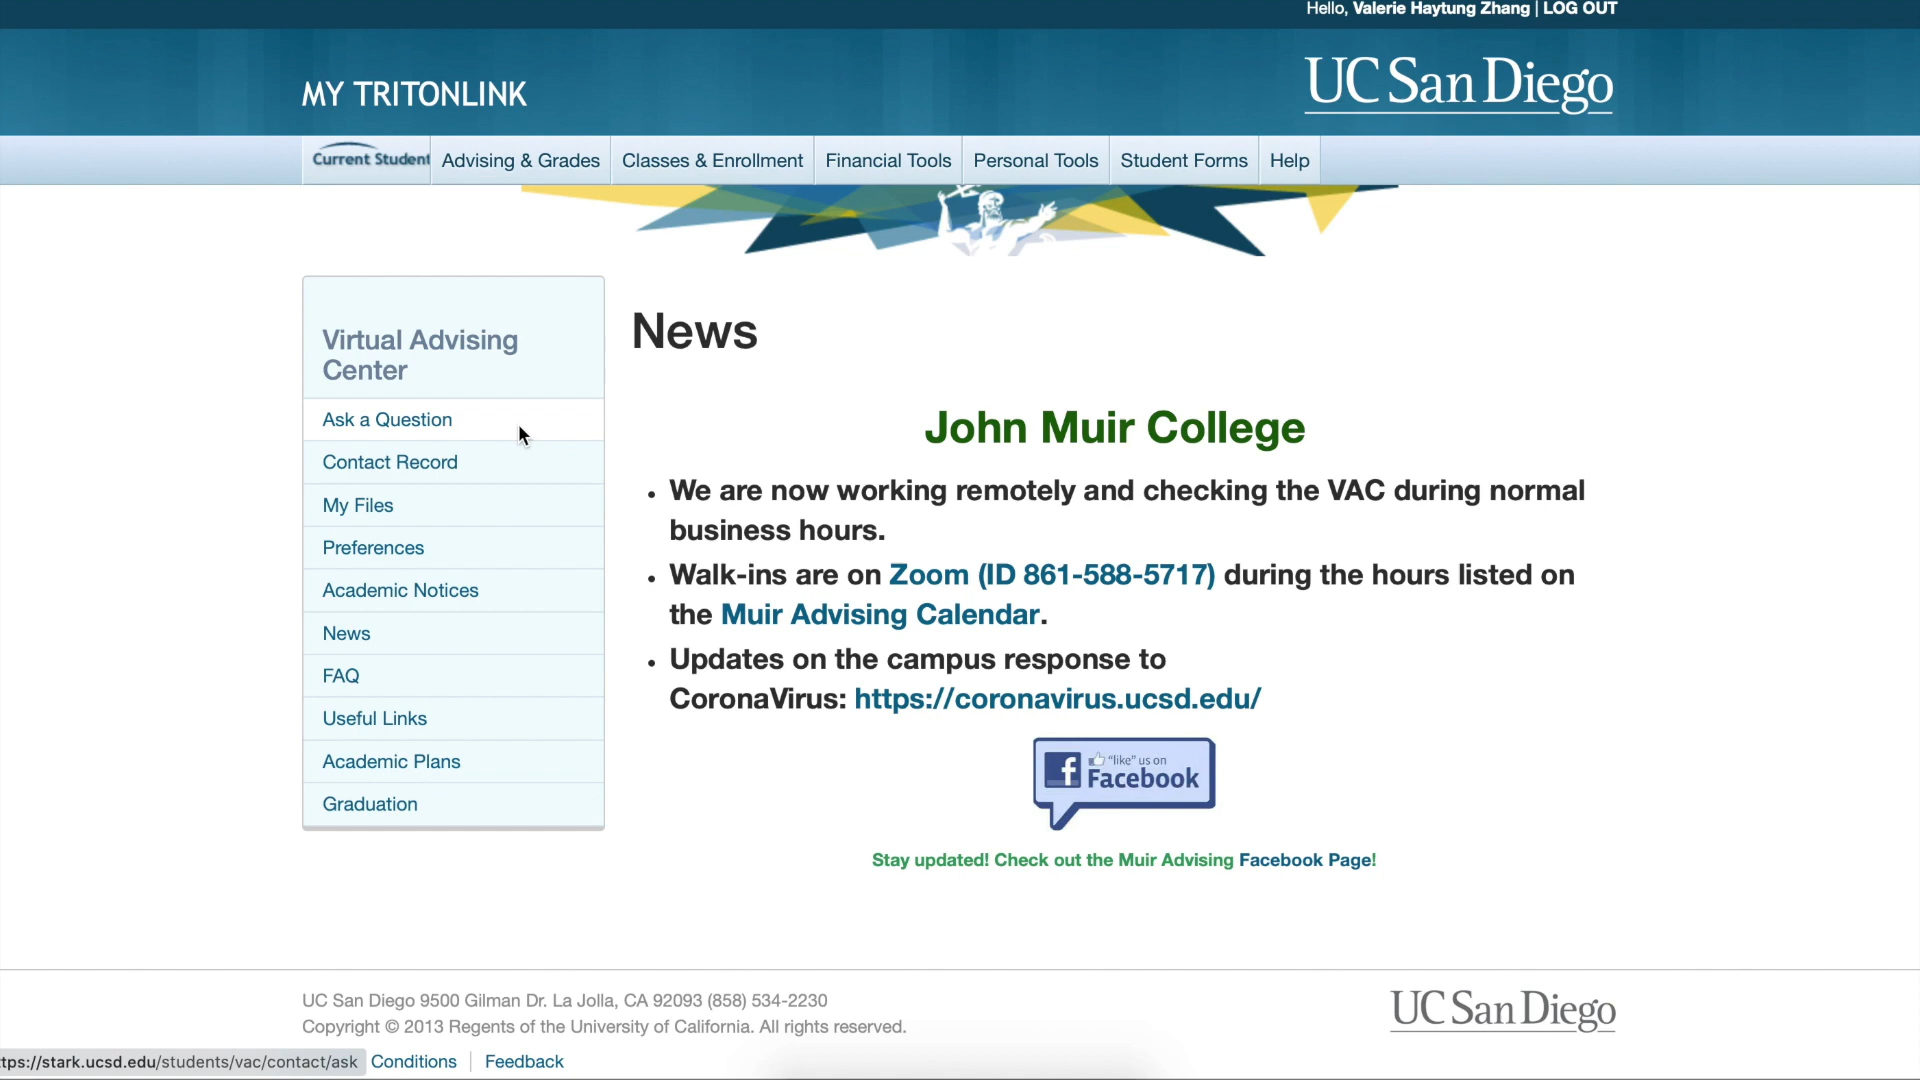 Hello, Valerie Haytung Zhang | LOG OUT
MY TRITONLINK
UC San Diego
Current Student
Advising & Grades
Classes & Enrollment
Financial Tools
Personal Tools
Student Forms
Help
Virtual Advising
Center
Ask a Question
Contact Record
My Files
Preferences
Academic Notices
News
FAQ
Useful Links
Academic Plans
Graduation
News
John Muir College
• We are now working remotely and checking the VAC during normal
business hours.
• Walk-ins are on Zoom (ID 861-588-5717) during the hours listed on
the Muir Advising Calendar.
• Updates on the campus response to
CoronaVirus: https://coronavirus.ucsd.edu/
"like" us on
Facebook
Stay updated! Check out the Muir Advising Facebook Page!
UC San Diego 9500 Gilman Dr. La Jolla, CA 92093 (858) 534-2230
Copyright © 2013 Regents of the University of California. All rights reserved.
UC San Diego
tps://stark.ucsd.edu/students/vac/contact/ask
Conditions | Feedback